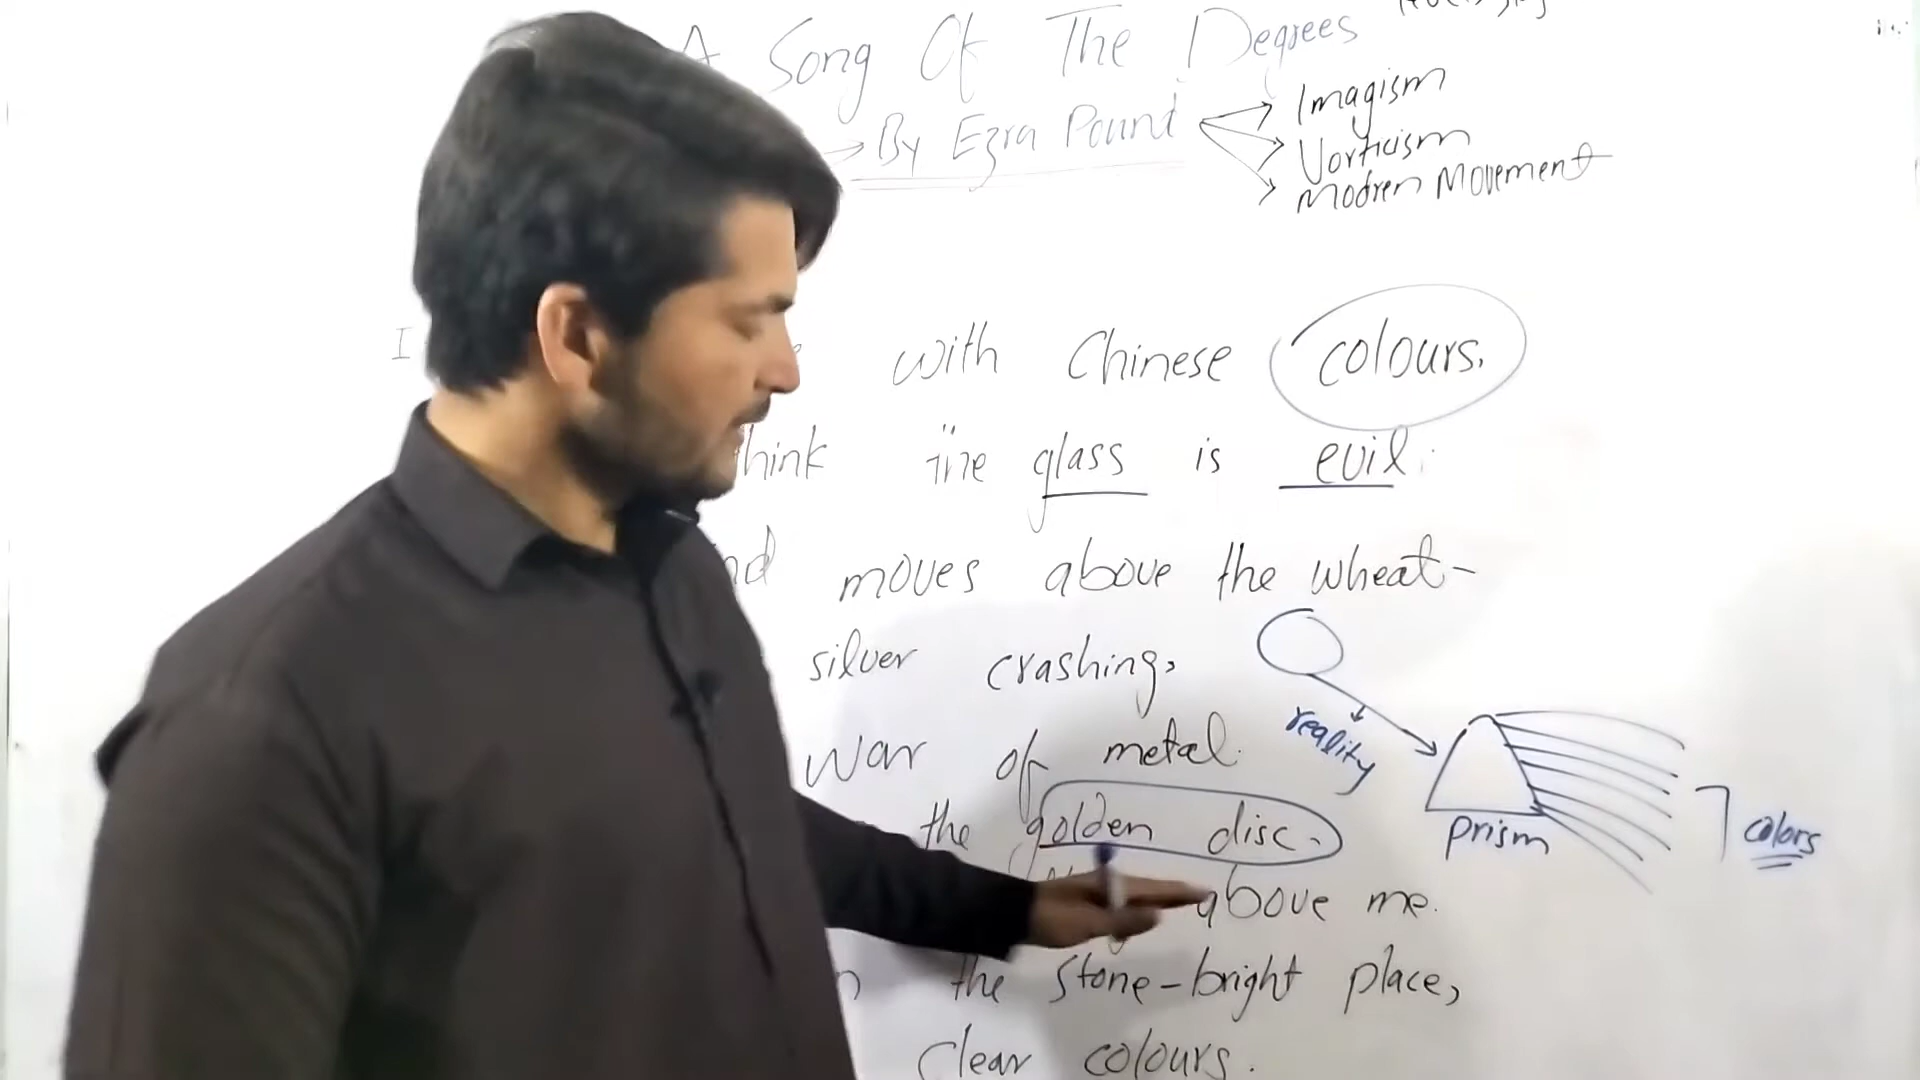 A Song Of The Degrees
→ By Ezra Pound
Imagism
Vorticism
Modren Movement
I
with Chinese colours.
hink the glass is evil.
nd moves above the wheat-
silver crashing,
war of metal.
the golden disc.
above me.
the stone-bright place,
clear colours.
reality
prism
colors